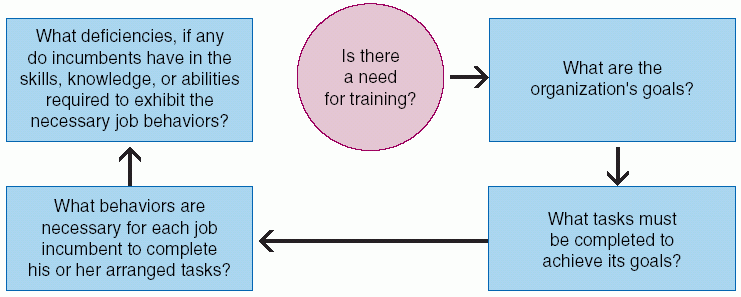 Is there
a need
for training?
What are the
organization's goals?
What tasks must
be completed to
achieve its goals?
What behaviors are
necessary for each job
incumbent to complete
his or her arranged tasks?
What deficiencies, if any
do incumbents have in the
skills, knowledge, or abilities
required to exhibit the
necessary job behaviors?